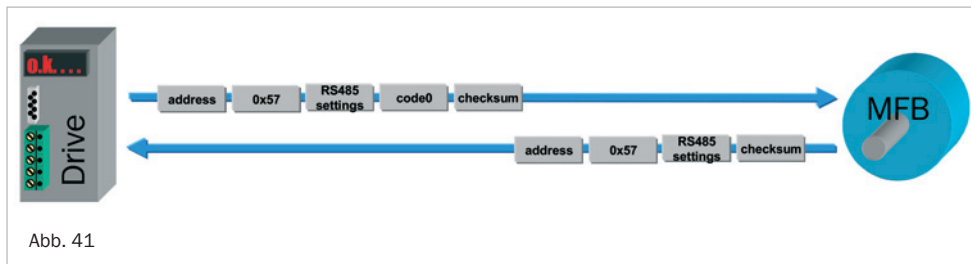 o.k....
Drive
address 0x57 RS485 settings code0 checksum
address 0x57 RS485 settings checksum
MFB
Abb. 41